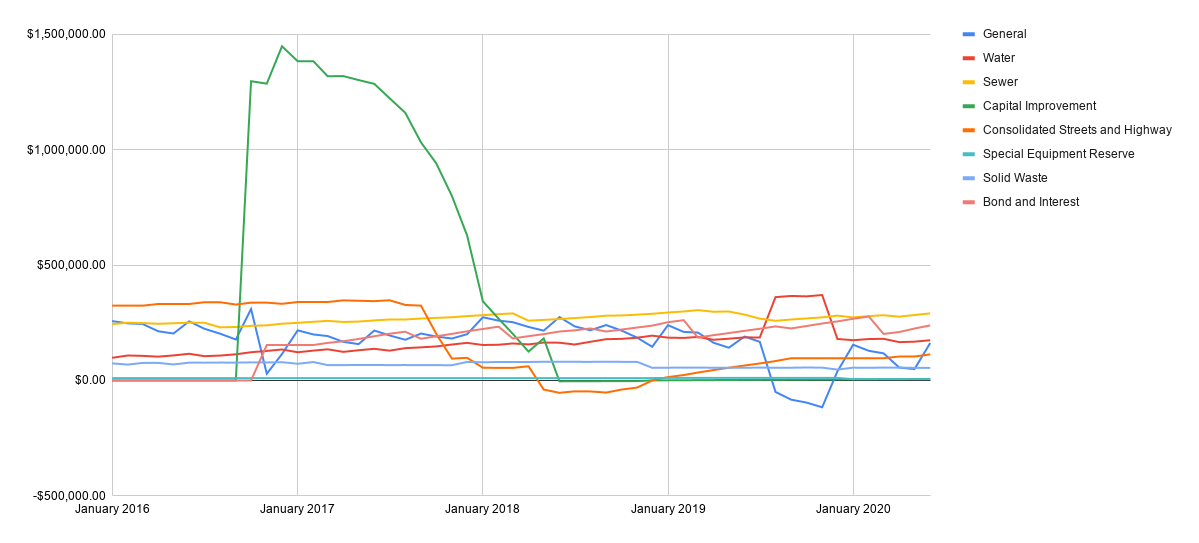 $1,500,000.00
$1,000,000.00
$500,000.00
$0.00
-$500,000.00
January 2016
January 2017
January 2018
January 2019
January 2020
General
Water
Sewer
Capital Improvement
Consolidated Streets and Highway
Special Equipment Reserve
Solid Waste
Bond and Interest